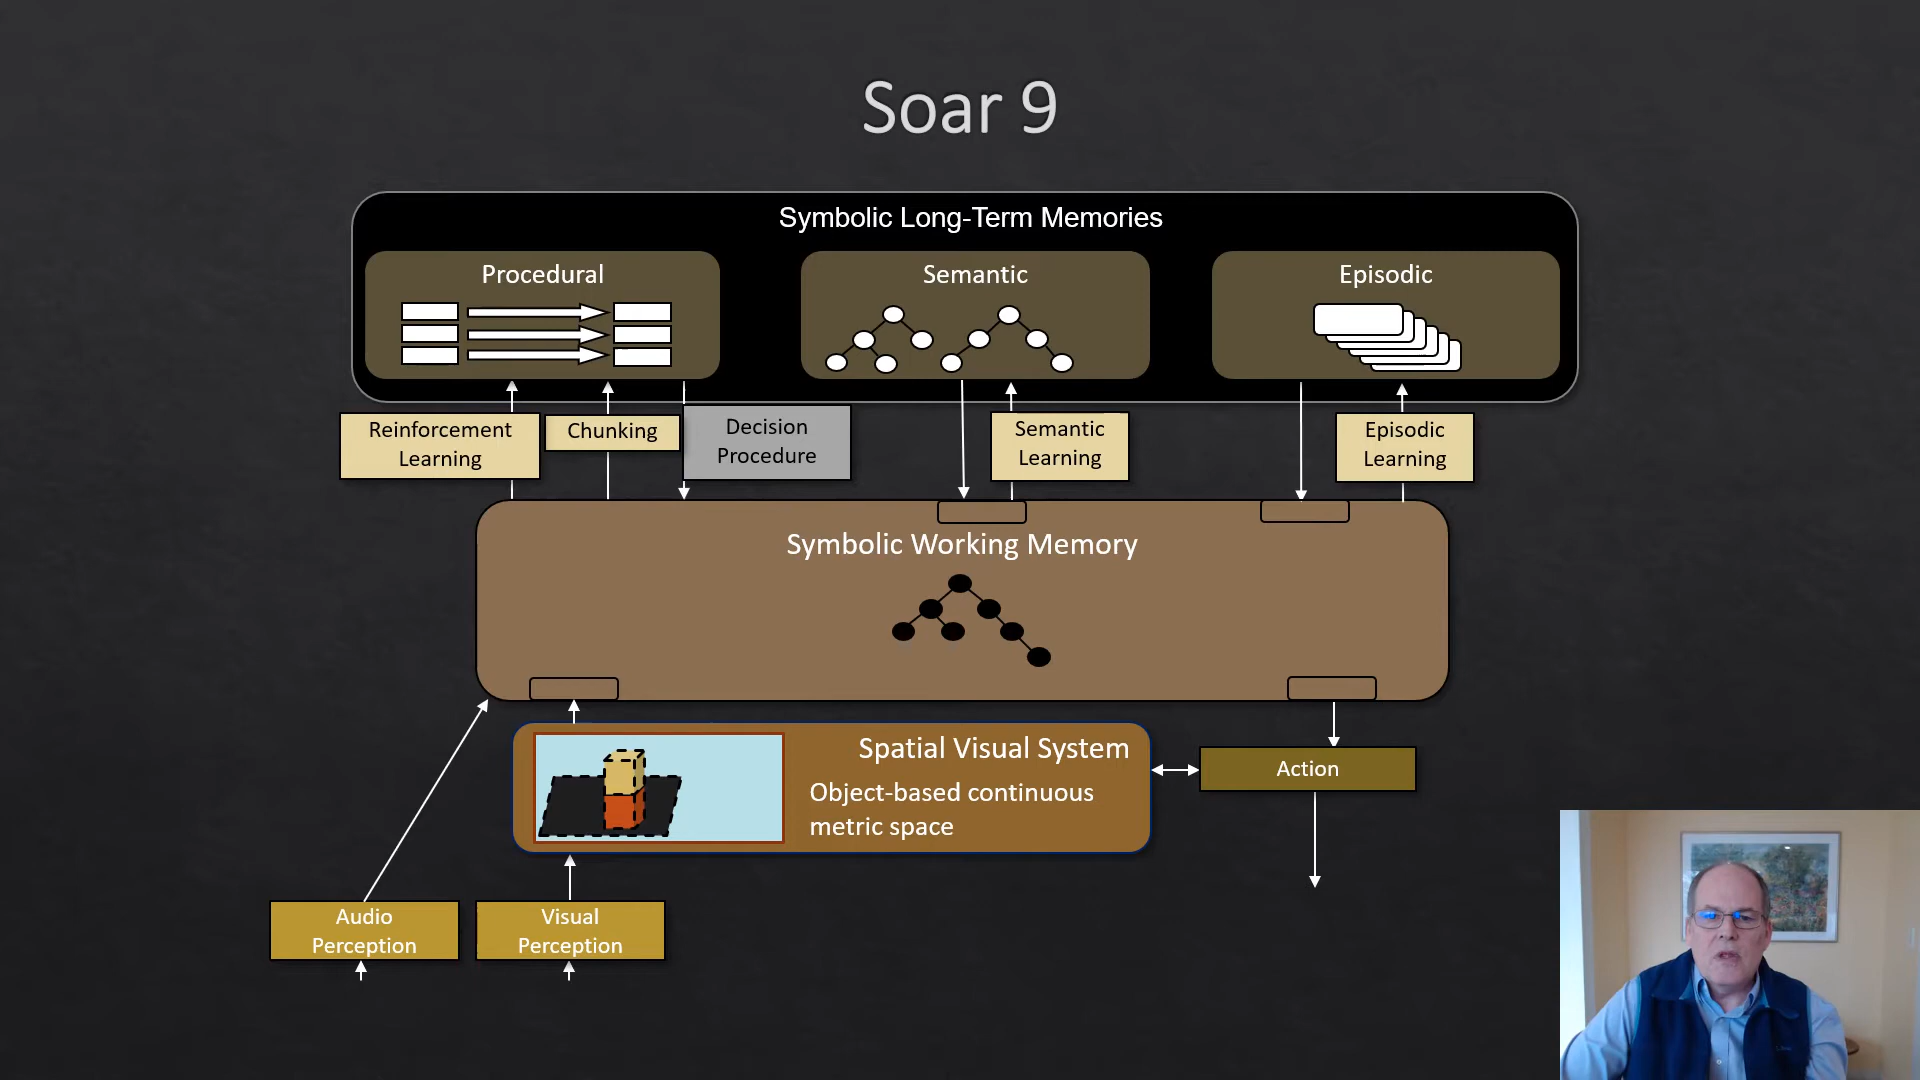 Soar 9
Symbolic Long-Term Memories
Procedural
Semantic
Episodic
Reinforcement
Learning
Chunking
Decision
Procedure
Semantic
Learning
Episodic
Learning
Symbolic Working Memory
Spatial Visual System
Object-based continuous
metric space
Action
Audio
Perception
Visual
Perception